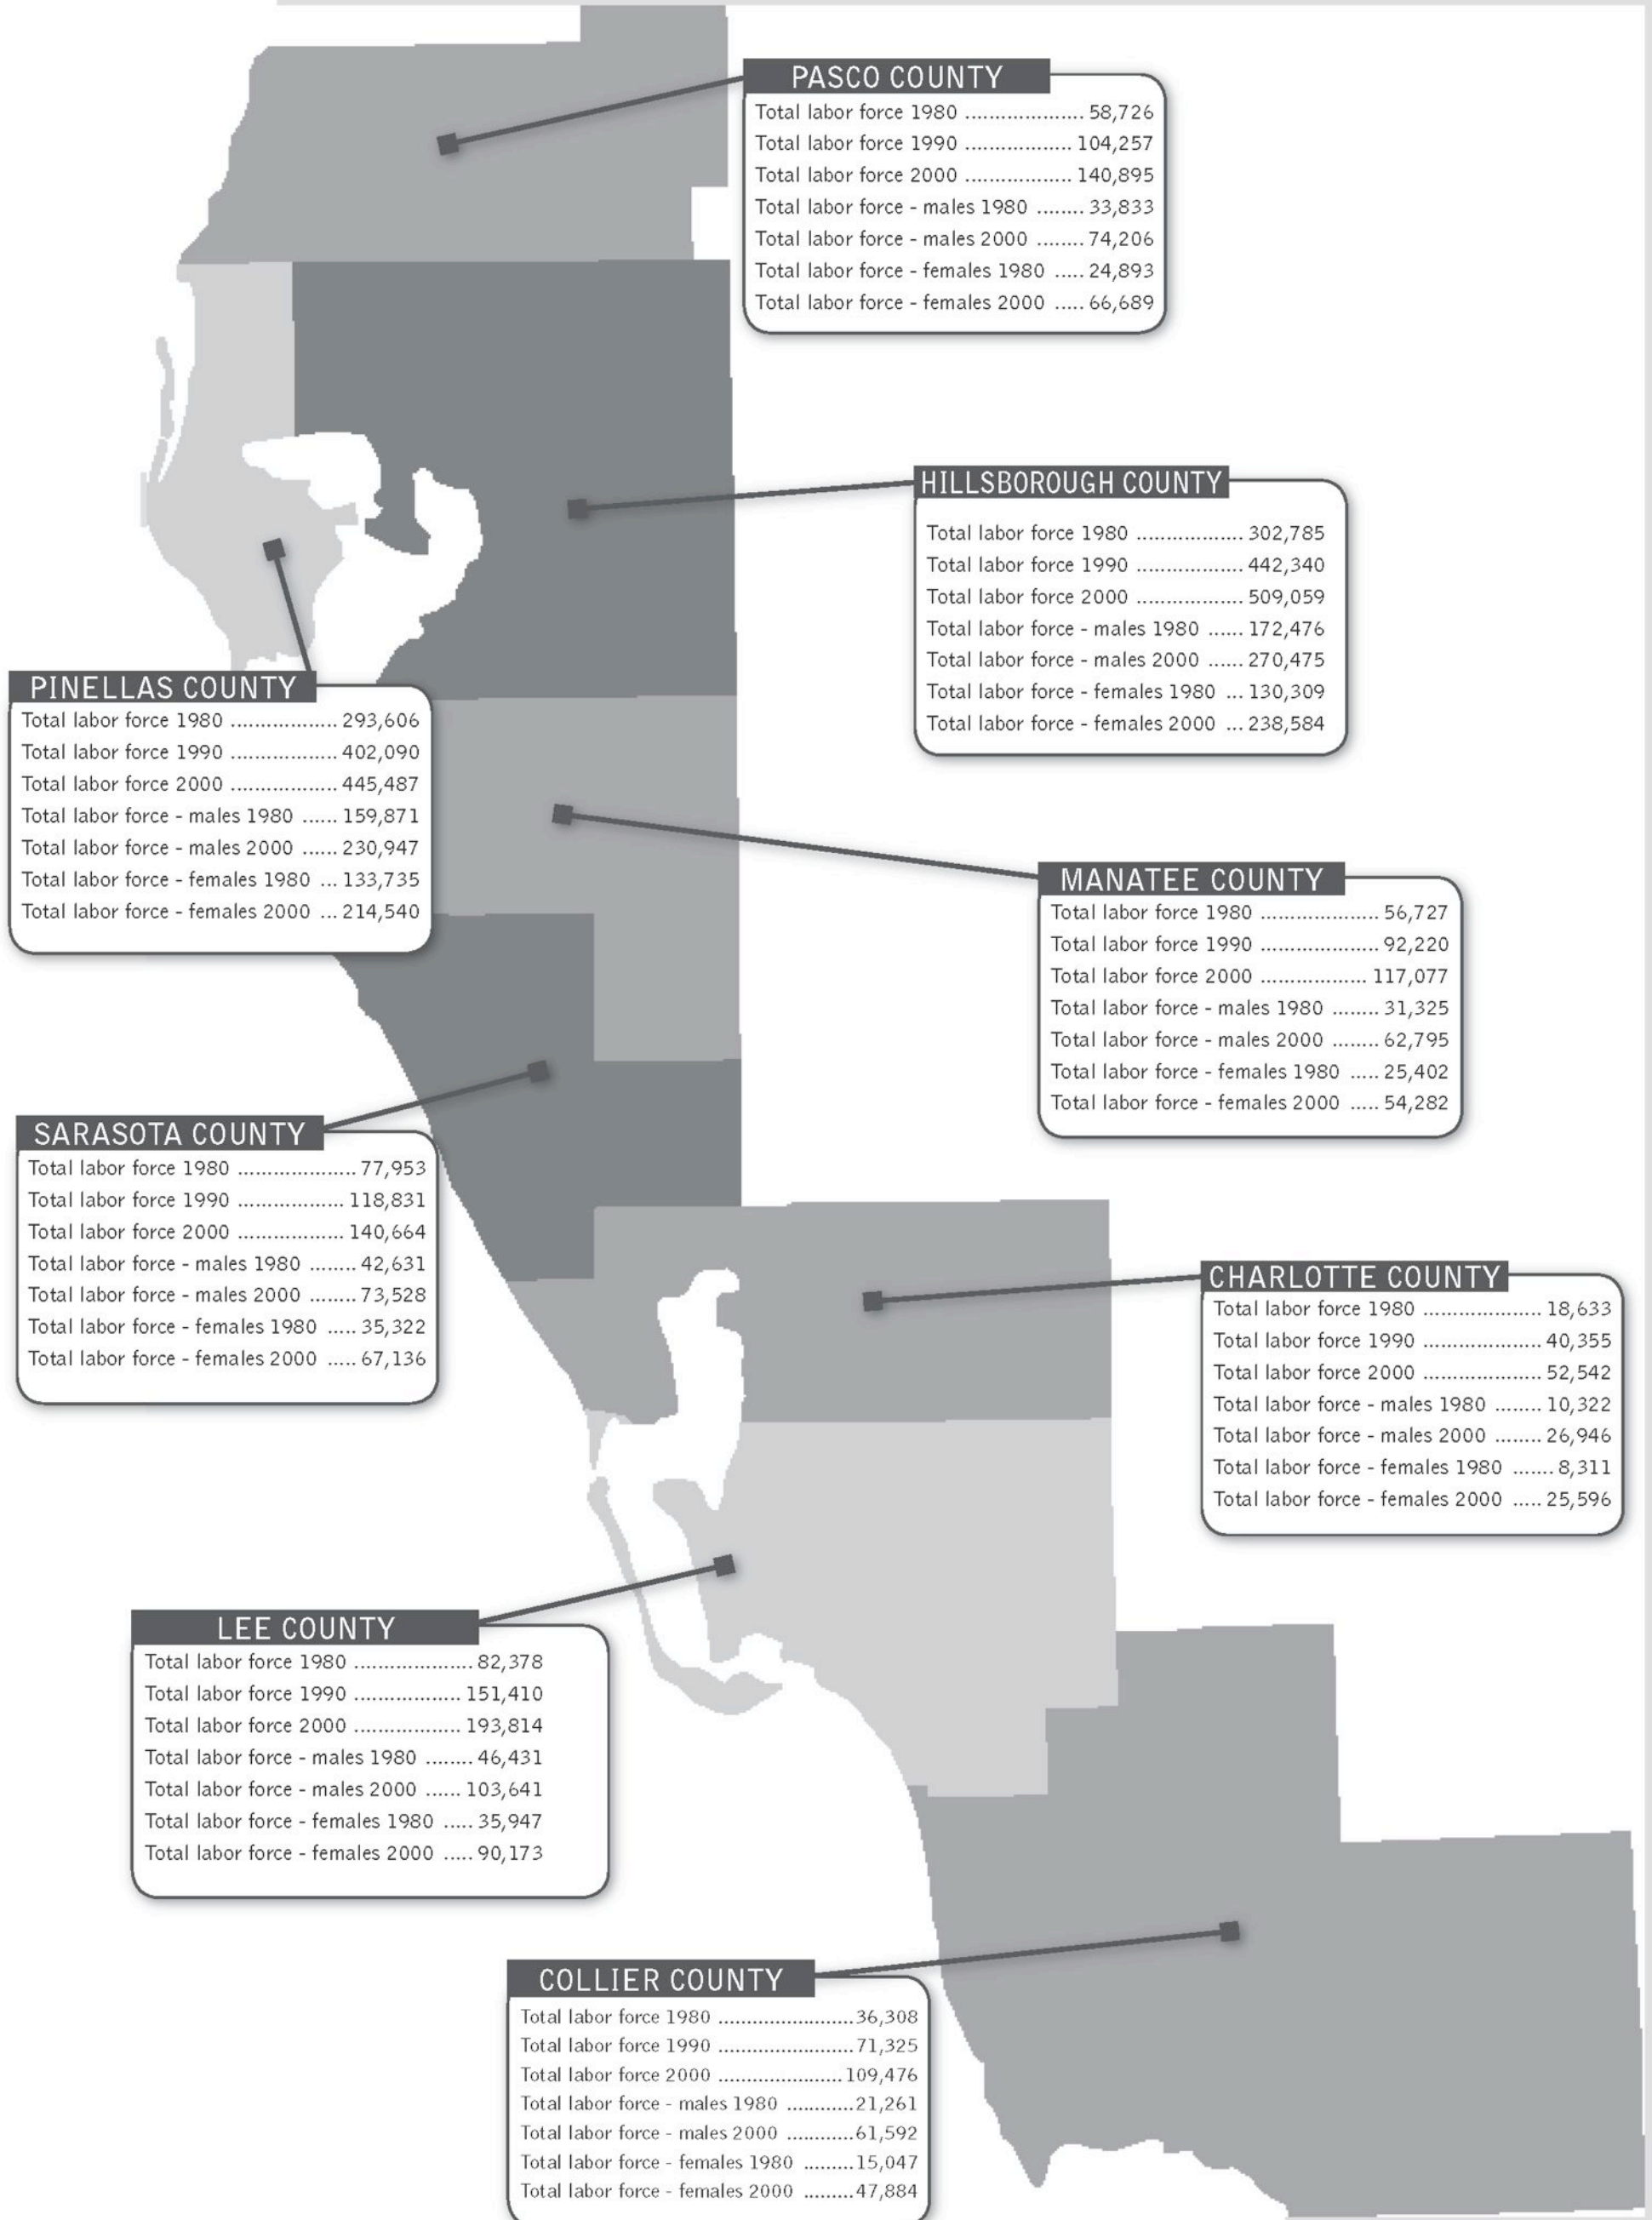 PASCO COUNTY
Total labor force 1980 .................... 58,726
Total labor force 1990 .................. 104,257
Total labor force 2000 .................. 140,895
Total labor force - males 1980 ........ 33,833
Total labor force - males 2000 ........ 74,206
Total labor force - females 1980 ..... 24,893
Total labor force - females 2000 ..... 66,689
HILLSBOROUGH COUNTY
Total labor force 1980 .................. 302,785
Total labor force 1990 .................. 442,340
Total labor force 2000 .................. 509,059
Total labor force - males 1980 ...... 172,476
Total labor force - males 2000 ...... 270,475
Total labor force - females 1980 ... 130,309
Total labor force - females 2000 ... 238,584
PINELLAS COUNTY
Total labor force 1980 .................. 293,606
Total labor force 1990 .................. 402,090
Total labor force 2000 .................. 445,487
Total labor force - males 1980 ...... 159,871
Total labor force - males 2000 ...... 230,947
Total labor force - females 1980 ... 133,735
Total labor force - females 2000 ... 214,540
MANATEE COUNTY
Total labor force 1980 .................... 56,727
Total labor force 1990 .................... 92,220
Total labor force 2000 .................. 117,077
Total labor force - males 1980 ........ 31,325
Total labor force - males 2000 ........ 62,795
Total labor force - females 1980 ..... 25,402
Total labor force - females 2000 ..... 54,282
SARASOTA COUNTY
Total labor force 1980 .................... 77,953
Total labor force 1990 .................. 118,831
Total labor force 2000 .................. 140,664
Total labor force - males 1980 ........ 42,631
Total labor force - males 2000 ........ 73,528
Total labor force - females 1980 ..... 35,322
Total labor force - females 2000 ..... 67,136
CHARLOTTE COUNTY
Total labor force 1980 .................... 18,633
Total labor force 1990 .................... 40,355
Total labor force 2000 .................... 52,542
Total labor force - males 1980 ........ 10,322
Total labor force - males 2000 ........ 26,946
Total labor force - females 1980 ....... 8,311
Total labor force - females 2000 ..... 25,596
LEE COUNTY
Total labor force 1980 .................... 82,378
Total labor force 1990 .................. 151,410
Total labor force 2000 .................. 193,814
Total labor force - males 1980 ........ 46,431
Total labor force - males 2000 ...... 103,641
Total labor force - females 1980 ..... 35,947
Total labor force - females 2000 ..... 90,173
COLLIER COUNTY
Total labor force 1980 ........................36,308
Total labor force 1990 ........................71,325
Total labor force 2000 ......................109,476
Total labor force - males 1980 ............21,261
Total labor force - males 2000 ............61,592
Total labor force - females 1980 .........15,047
Total labor force - females 2000 .........47,884